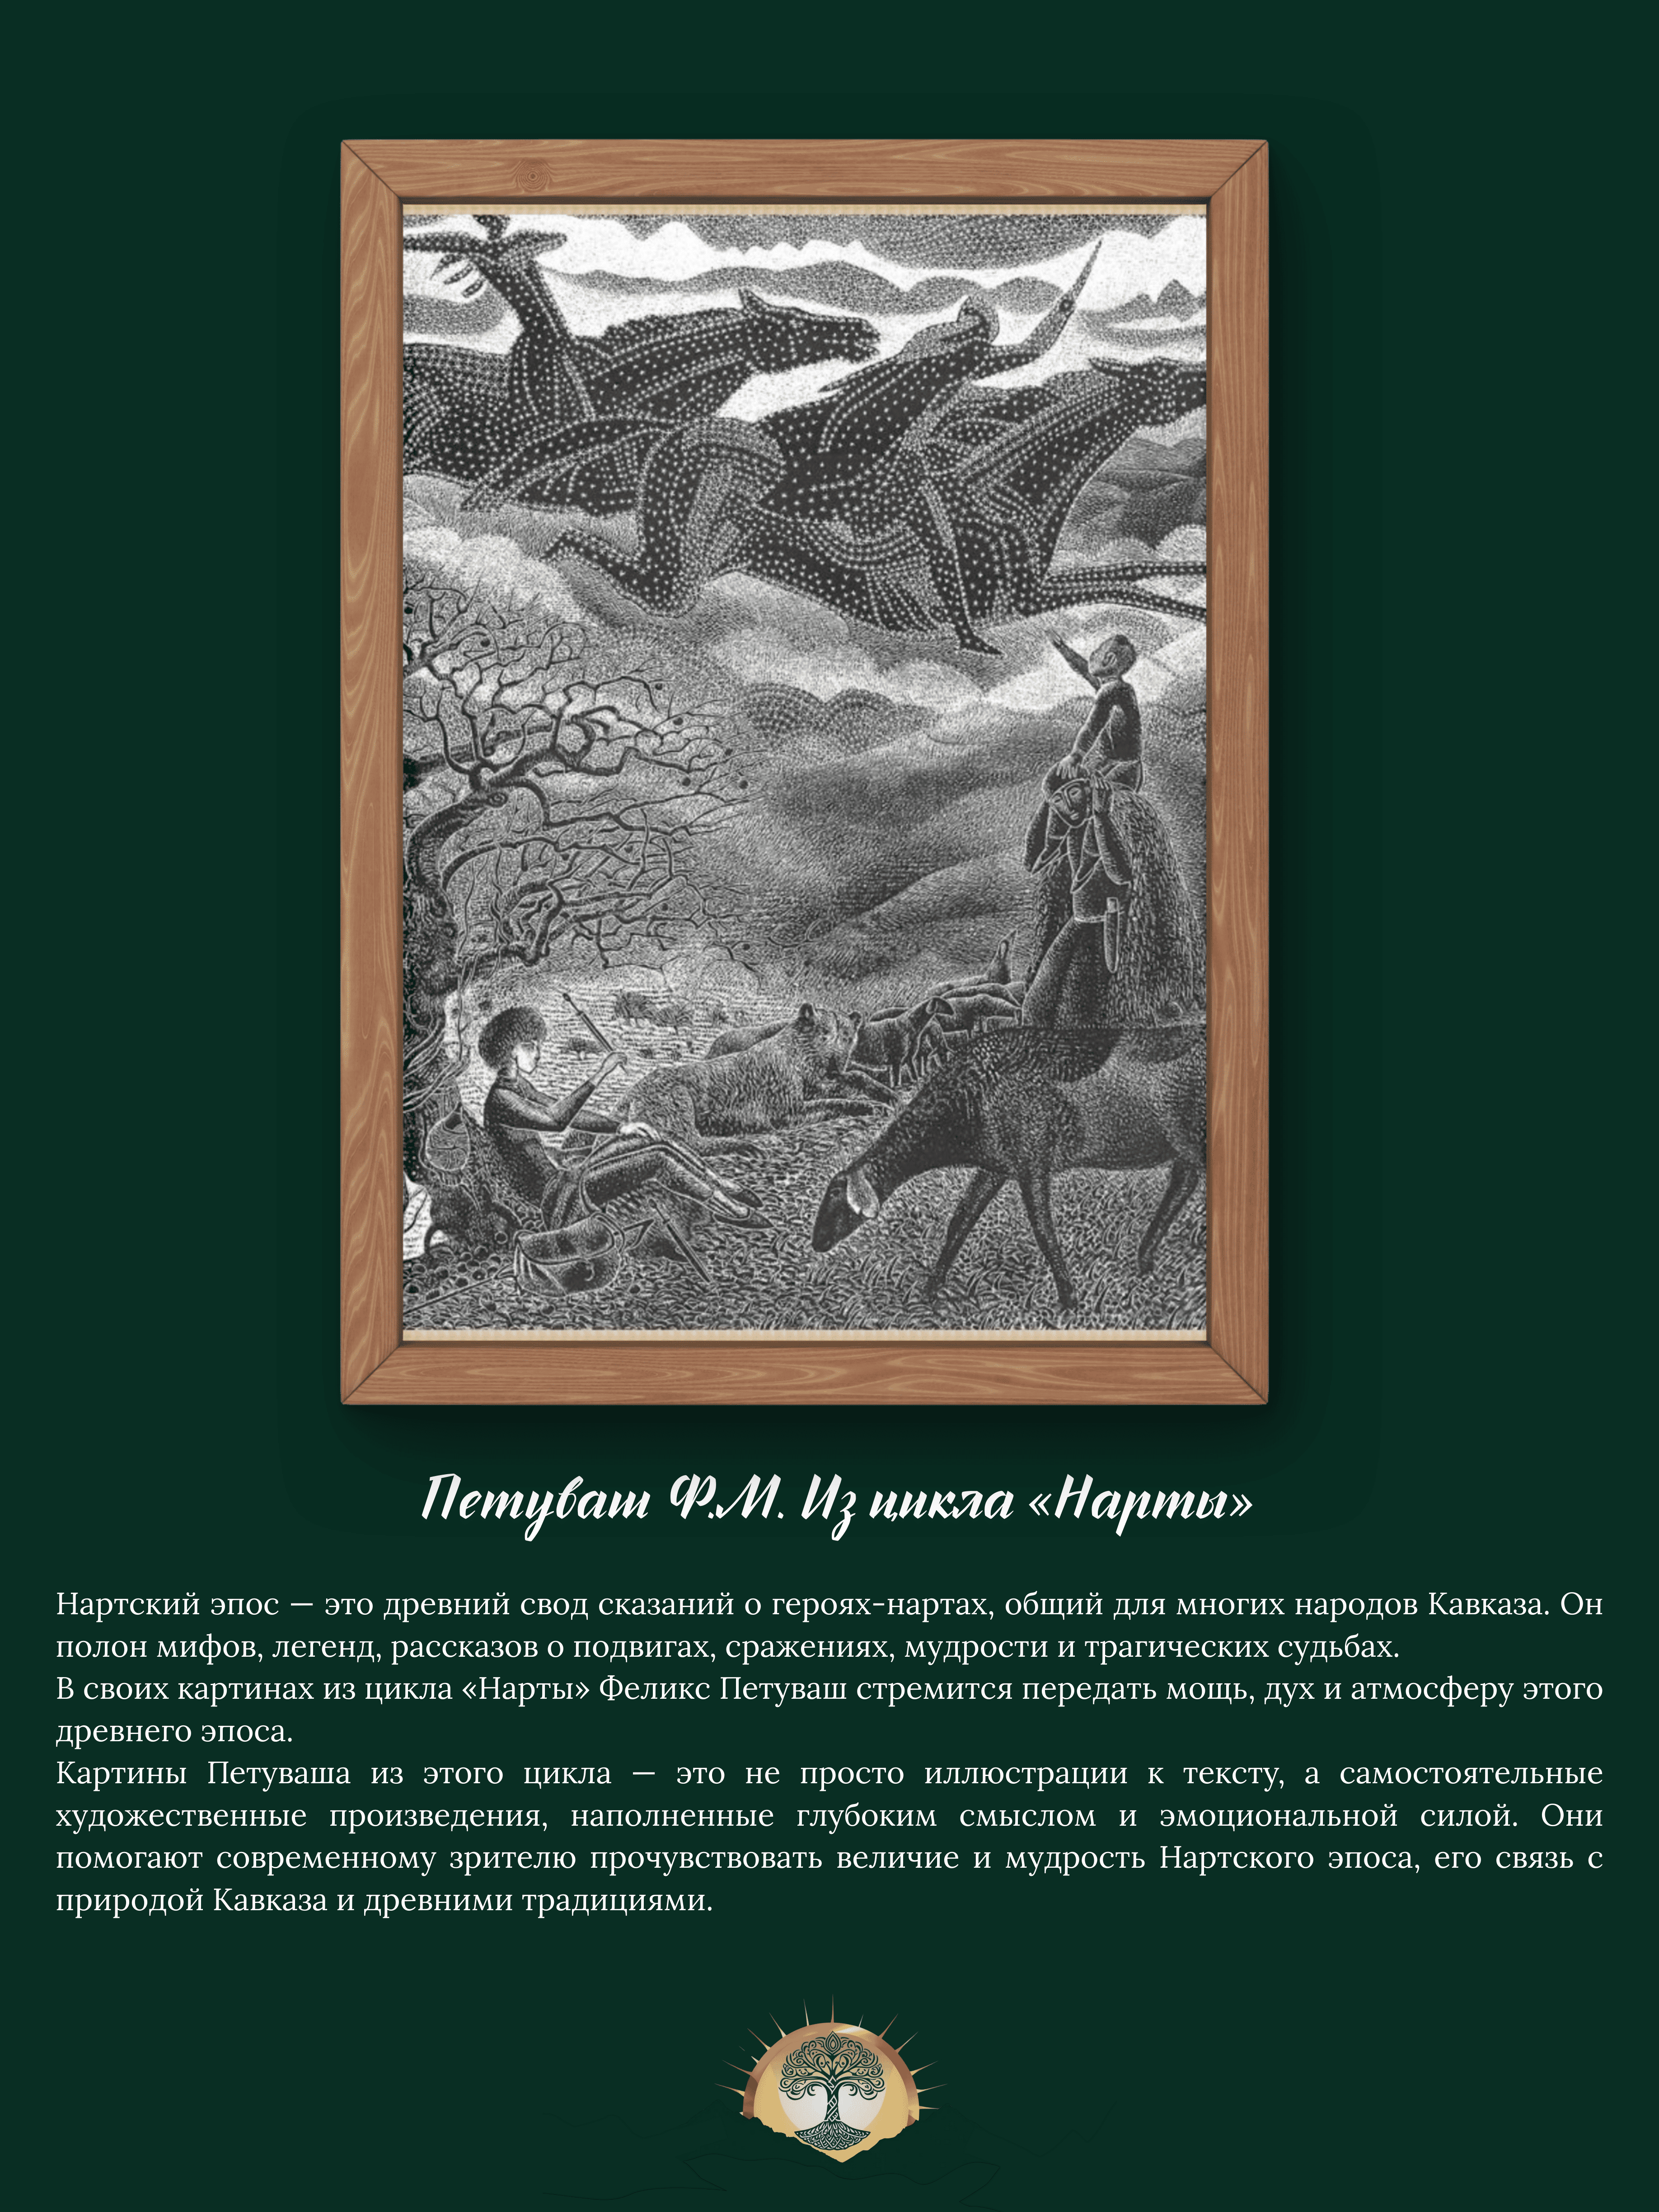 Петуваш Ф.М. Из цикла «Нарты»
Нартский эпос — это древний свод сказаний о героях-нартах, общий для многих народов Кавказа. Он
полон мифов, легенд, рассказов о подвигах, сражениях, мудрости и трагических судьбах.
В своих картинах из цикла «Нарты» Феликс Петуваш стремится передать мощь, дух и атмосферу этого
древнего эпоса.
Картины Петуваша из этого цикла — это не просто иллюстрации к тексту, а самостоятельные
художественные произведения, наполненные глубоким смыслом и эмоциональной силой. Они
помогают современному зрителю прочувствовать величие и мудрость Нартского эпоса, его связь с
природой Кавказа и древними традициями.